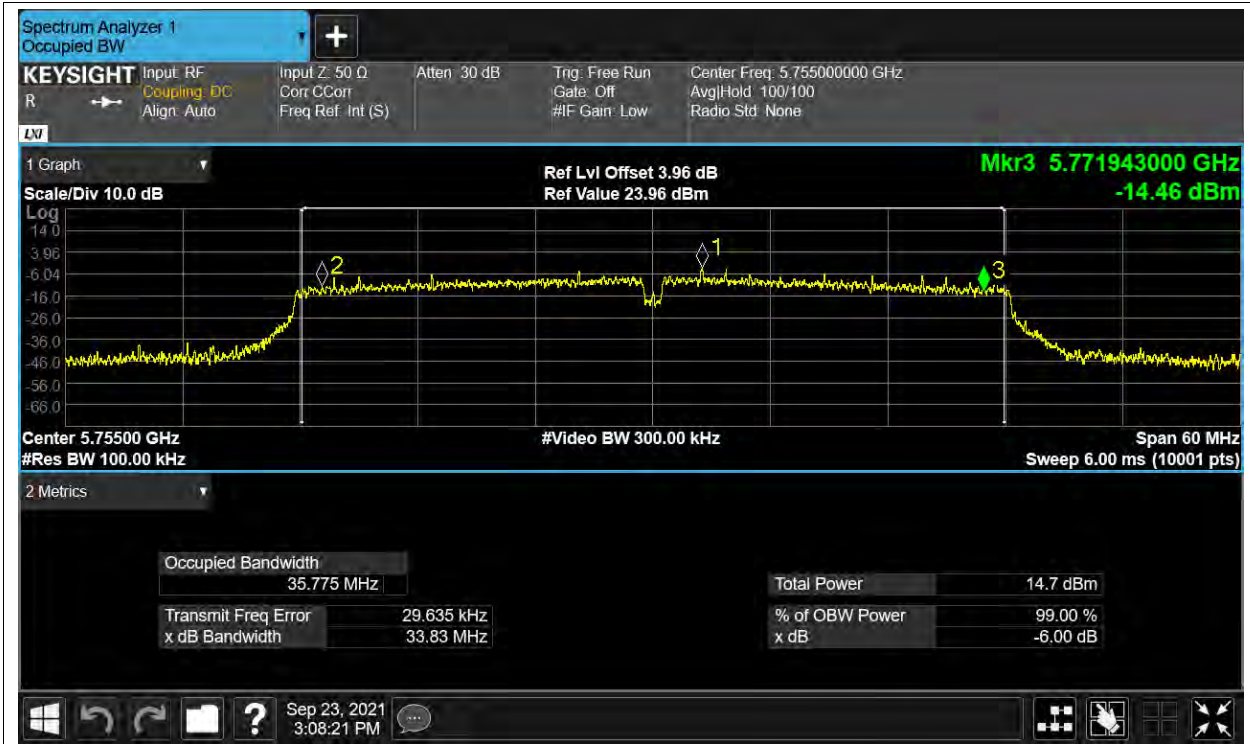 Spectrum Analyzer 1
Occupied BW
KEYSIGHT
R
LXI
Input: RF
Coupling: DC
Align: Auto
Input Z: 50 Ω
Corr CCorr
Freq Ref: Int (S)
Atten: 30 dB
Trig: Free Run
Gate: Off
#IF Gain: Low
Center Freq: 5.755000000 GHz
Avg|Hold: 100/100
Radio Std: None
1 Graph
Scale/Div 10.0 dB
Ref Lvl Offset 3.96 dB
Ref Value 23.96 dBm
Mkr3 5.771943000 GHz
-14.46 dBm
Log
14.0
3.96
-6.04
-16.0
-26.0
-36.0
-46.0
-56.0
-66.0
2
1
3
Center 5.75500 GHz
#Res BW 100.00 kHz
#Video BW 300.00 kHz
Span 60 MHz
Sweep 6.00 ms (10001 pts)
2 Metrics
Occupied Bandwidth
35.775 MHz
Transmit Freq Error 29.635 kHz
x dB Bandwidth 33.83 MHz
Total Power 14.7 dBm
% of OBW Power 99.00 %
x dB -6.00 dB
Sep 23, 2021
3:08:21 PM